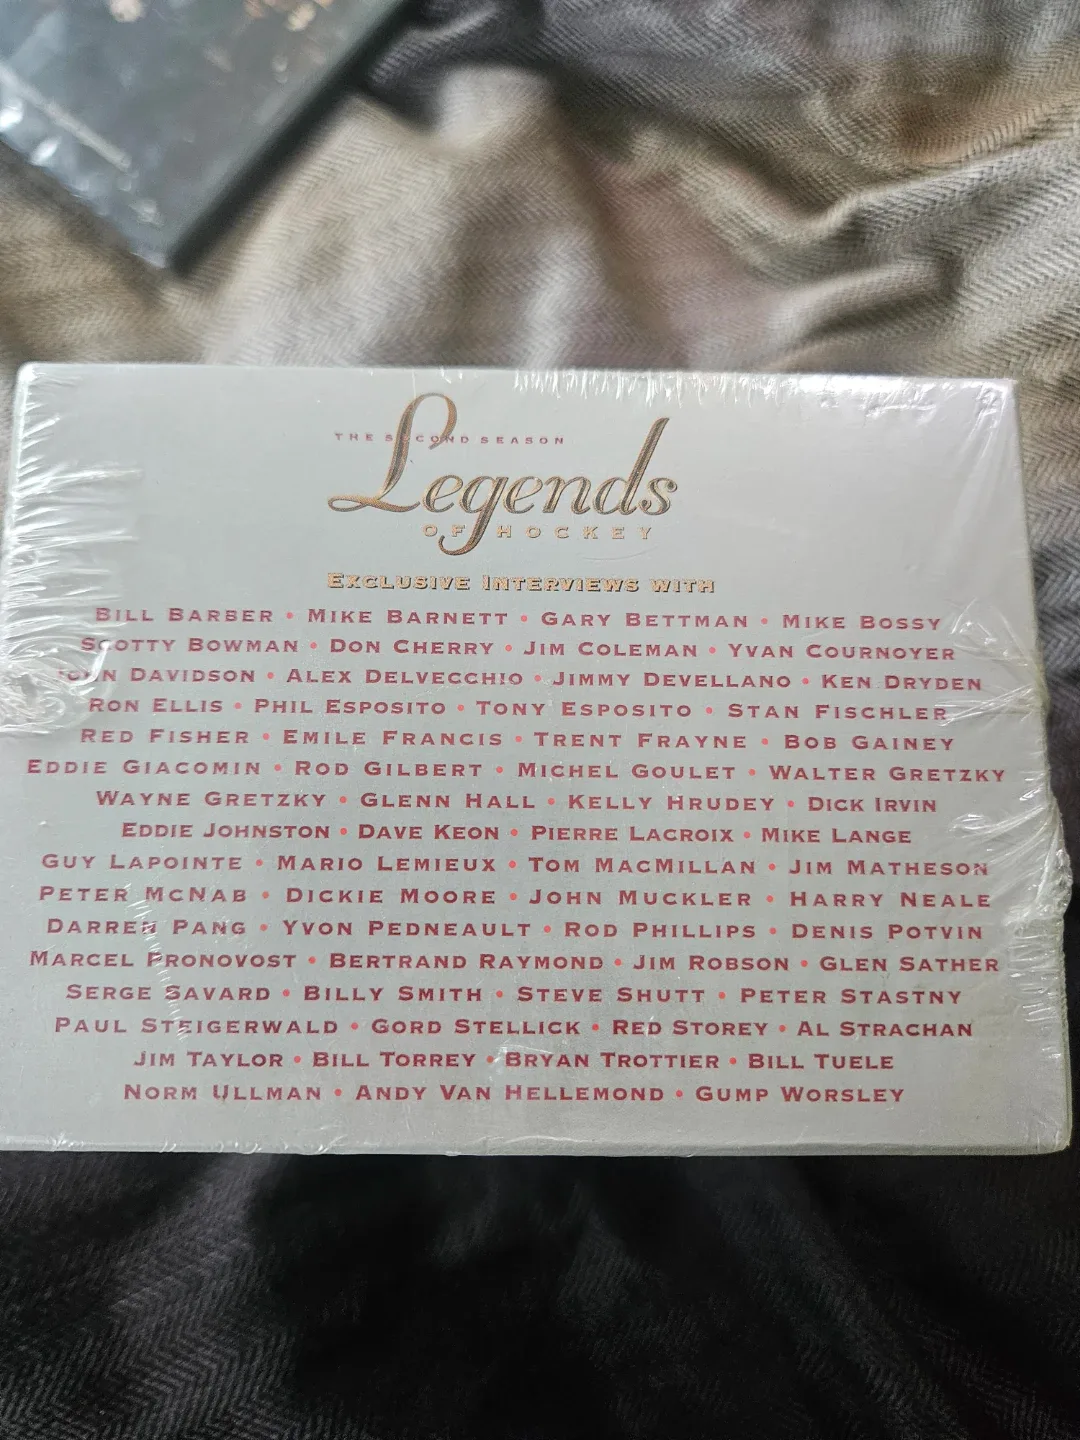 THE SECOND SEASON
Legends
OF HOCKEY
EXCLUSIVE INTERVIEWS WITH
BILL BARBER • MIKE BARNETT • GARY BETTMAN • MIKE BOSSY
SCOTTY BOWMAN • DON CHERRY • JIM COLEMAN • YVAN COURNOYER
JOHN DAVIDSON • ALEX DELVECCHIO • JIMMY DEVELLANO • KEN DRYDEN
RON ELLIS • PHIL ESPOSITO • TONY ESPOSITO • STAN FISCHLER
RED FISHER • EMILE FRANCIS • TRENT FRAYNE • BOB GAINEY
EDDIE GIACOMIN • ROD GILBERT • MICHEL GOULET • WALTER GRETZKY
WAYNE GRETZKY • GLENN HALL • KELLY HRUDEY • DICK IRVIN
EDDIE JOHNSTON • DAVE KEON • PIERRE LACROIX • MIKE LANGE
GUY LAPOINTE • MARIO LEMIEUX • TOM MACMILLAN • JIM MATHESON
PETER MCNAB • DICKIE MOORE • JOHN MUCKLER • HARRY NEALE
DARREN PANG • YVON PEDNEAULT • ROD PHILLIPS • DENIS POTVIN
MARCEL PRONOVOST • BERTRAND RAYMOND • JIM ROBSON • GLEN SATHER
SERGE SAVARD • BILLY SMITH • STEVE SHUTT • PETER STASTNY
PAUL STEIGERWALD • GORD STELLICK • RED STOREY • AL STRACHAN
JIM TAYLOR • BILL TORREY • BRYAN TROTTIER • BILL TUELE
NORM ULLMAN • ANDY VAN HELLEMOND • GUMP WORSLEY